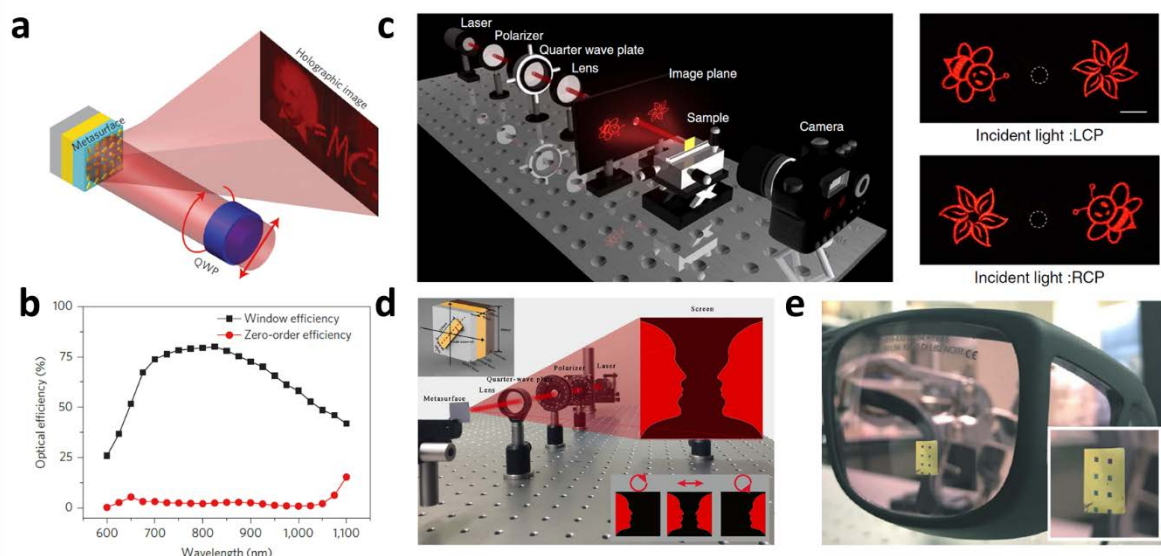 a
Holographic image
Metasurface
QWP
b
100
75
50
25
0
Optical efficiency (%)
Window efficiency
Zero-order efficiency
600
700
800
900
1,000
1,100
Wavelength (nm)
c
Laser
Polarizer
Quarter wave plate
Lens
Image plane
Sample
Camera
Incident light :LCP
Incident light :RCP
d
Screen
Laser
Polarizer
Quarter-wave plate
Lens
Metasurface
e